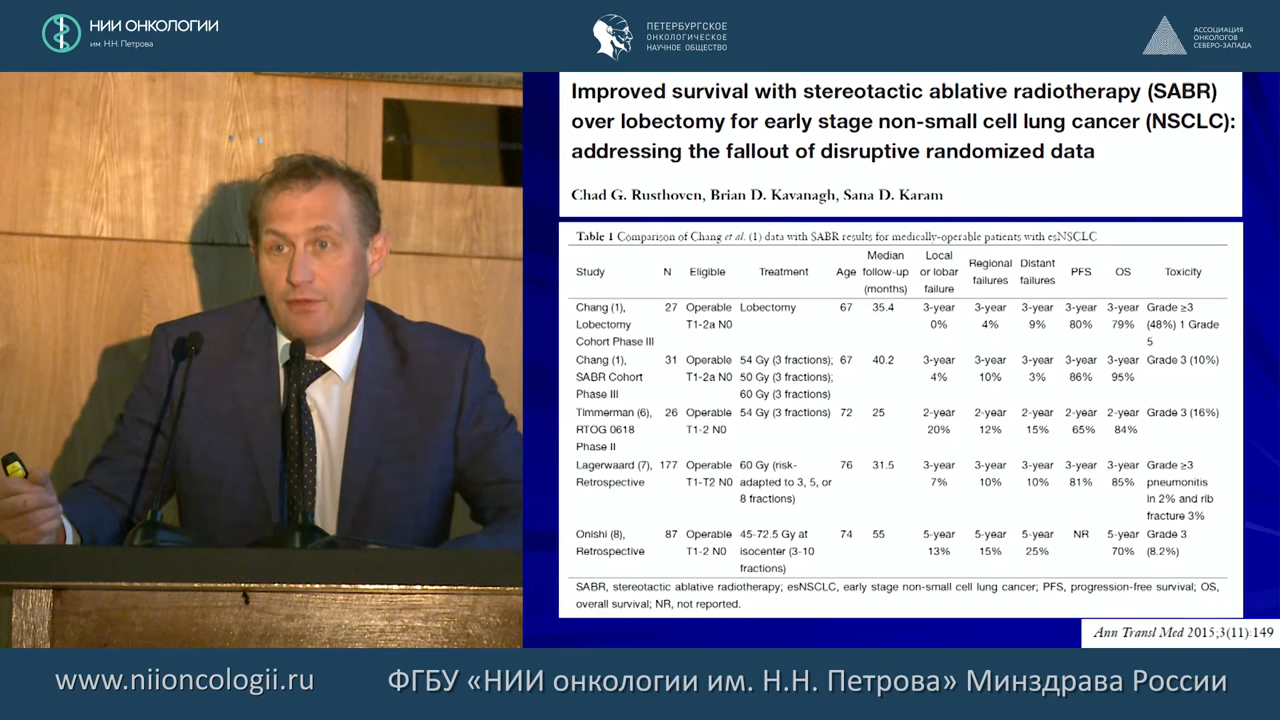 НИИ ОНКОЛОГИИ
им. Н.Н. Петрова
ПЕТЕРБУРГСКОЕ
ОНКОЛОГИЧЕСКОЕ
НАУЧНОЕ ОБЩЕСТВО
АССОЦИАЦИЯ
ОНКОЛОГОВ
СЕВЕРО-ЗАПАДА
Improved survival with stereotactic ablative radiotherapy (SABR)
over lobectomy for early stage non-small cell lung cancer (NSCLC):
addressing the fallout of disruptive randomized data
Chad G. Rusthoven, Brian D. Kavanagh, Sana D. Karam
Table 1 Comparison of Chang et al. (1) data with SABR results for medically-operable patients with esNSCLC
Study N Eligible Treatment Age Median follow-up (months) Local or lobar failure Regional failures Distant failures PFS OS Toxicity
Chang (1), 27 Operable Lobectomy 67 35.4 3-year 3-year 3-year 3-year 3-year Grade ≥3
Lobectomy T1-2a N0 0% 4% 9% 80% 79% (48%) 1 Grade
Cohort Phase III 5
Chang (1), 31 Operable 54 Gy (3 fractions); 67 40.2 3-year 3-year 3-year 3-year 3-year Grade 3 (10%)
SABR Cohort T1-2a N0 50 Gy (3 fractions); 4% 10% 3% 86% 95%
Phase III 60 Gy (3 fractions)
Timmerman (6), 26 Operable 54 Gy (3 fractions) 72 25 2-year 2-year 2-year 2-year 2-year Grade 3 (16%)
RTOG 0618 T1-2 N0 20% 12% 15% 65% 84%
Phase II
Lagerwaard (7), 177 Operable 60 Gy (risk- 76 31.5 3-year 3-year 3-year 3-year 3-year Grade ≥3
Retrospective T1-T2 N0 adapted to 3, 5, or 7% 10% 10% 81% 85% pneumonitis
8 fractions) in 2% and rib
fracture 3%
Onishi (8), 87 Operable 45-72.5 Gy at 74 55 5-year 5-year 5-year NR 5-year Grade 3
Retrospective T1-2 N0 isocenter (3-10 13% 15% 25% 70% (8.2%)
fractions)
SABR, stereotactic ablative radiotherapy; esNSCLC, early stage non-small cell lung cancer; PFS, progression-free survival; OS,
overall survival; NR, not reported.
Ann Transl Med 2015;3(11):149
www.niioncologii.ru ФГБУ «НИИ онкологии им. Н.Н. Петрова» Минздрава России